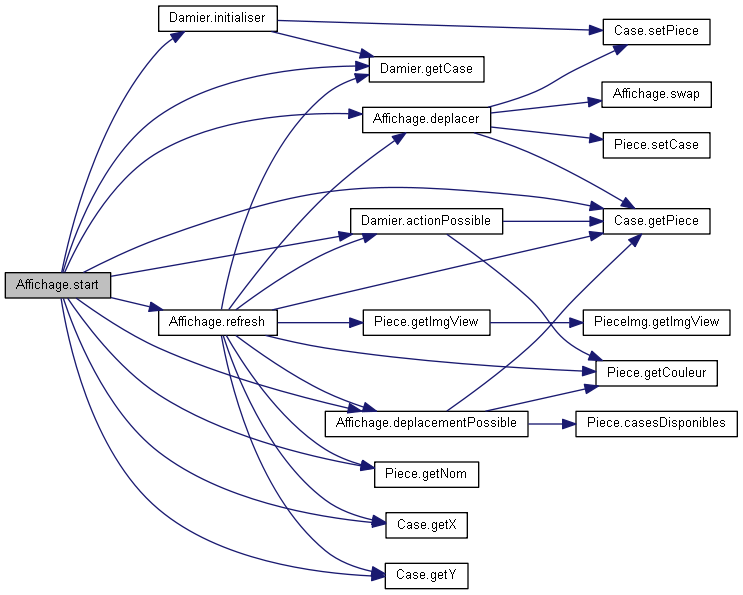 Damier.initialiser
Case.setPiece
Damier.getCase
Affichage.swap
Affichage.deplacer
Piece.setCase
Damier.actionPossible
Case.getPiece
Affichage.start
Affichage.refresh
Piece.getImgView
PieceImg.getImgView
Piece.getCouleur
Affichage.deplacementPossible
Piece.casesDisponibles
Piece.getNom
Case.getX
Case.getY